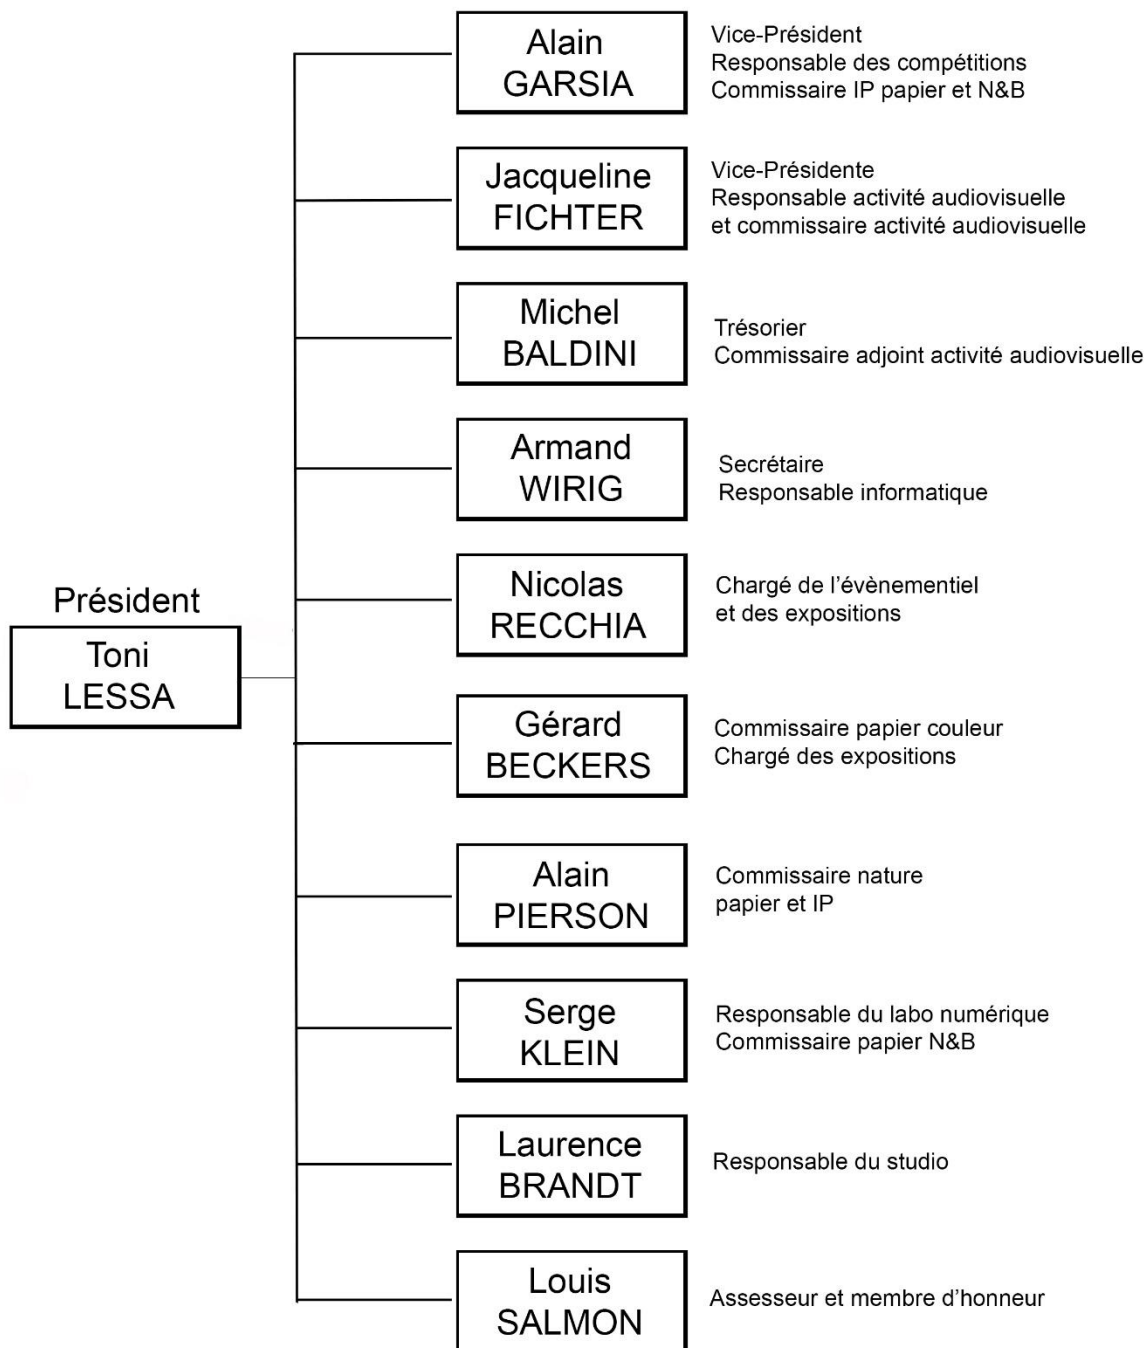 Alain
GARSIA
Vice-Président
Responsable des compétitions
Commissaire IP papier et N&B
Jacqueline
FICHTER
Vice-Présidente
Responsable activité audiovisuelle
et commissaire activité audiovisuelle
Michel
BALDINI
Trésorier
Commissaire adjoint activité audiovisuelle
Armand
WIRIG
Secrétaire
Responsable informatique
Nicolas
RECCHIA
Chargé de l’évènementiel
et des expositions
Président
Toni
LESSA
Gérard
BECKERS
Commissaire papier couleur
Chargé des expositions
Alain
PIERSON
Commissaire nature
papier et IP
Serge
KLEIN
Responsable du labo numérique
Commissaire papier N&B
Laurence
BRANDT
Responsable du studio
Louis
SALMON
Assesseur et membre d’honneur